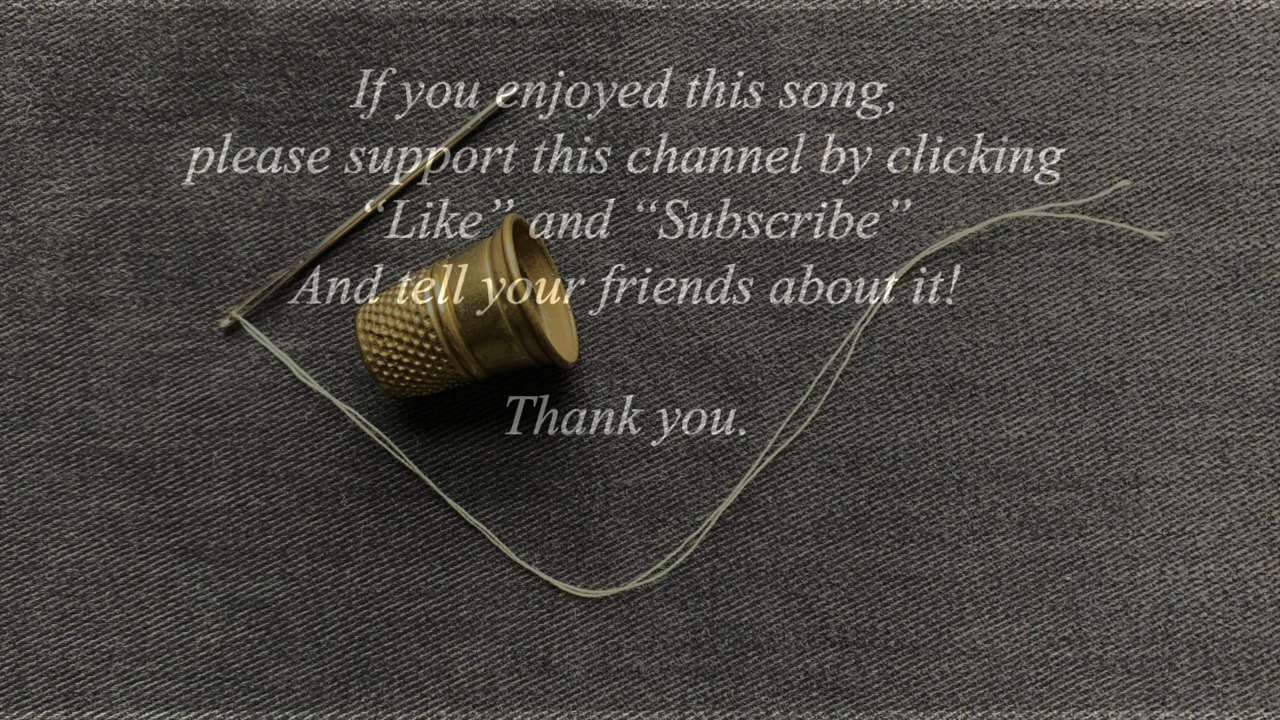 If you enjoyed this song,
please support this channel by clicking
“Like” and “Subscribe”
And tell your friends about it!
Thank you.